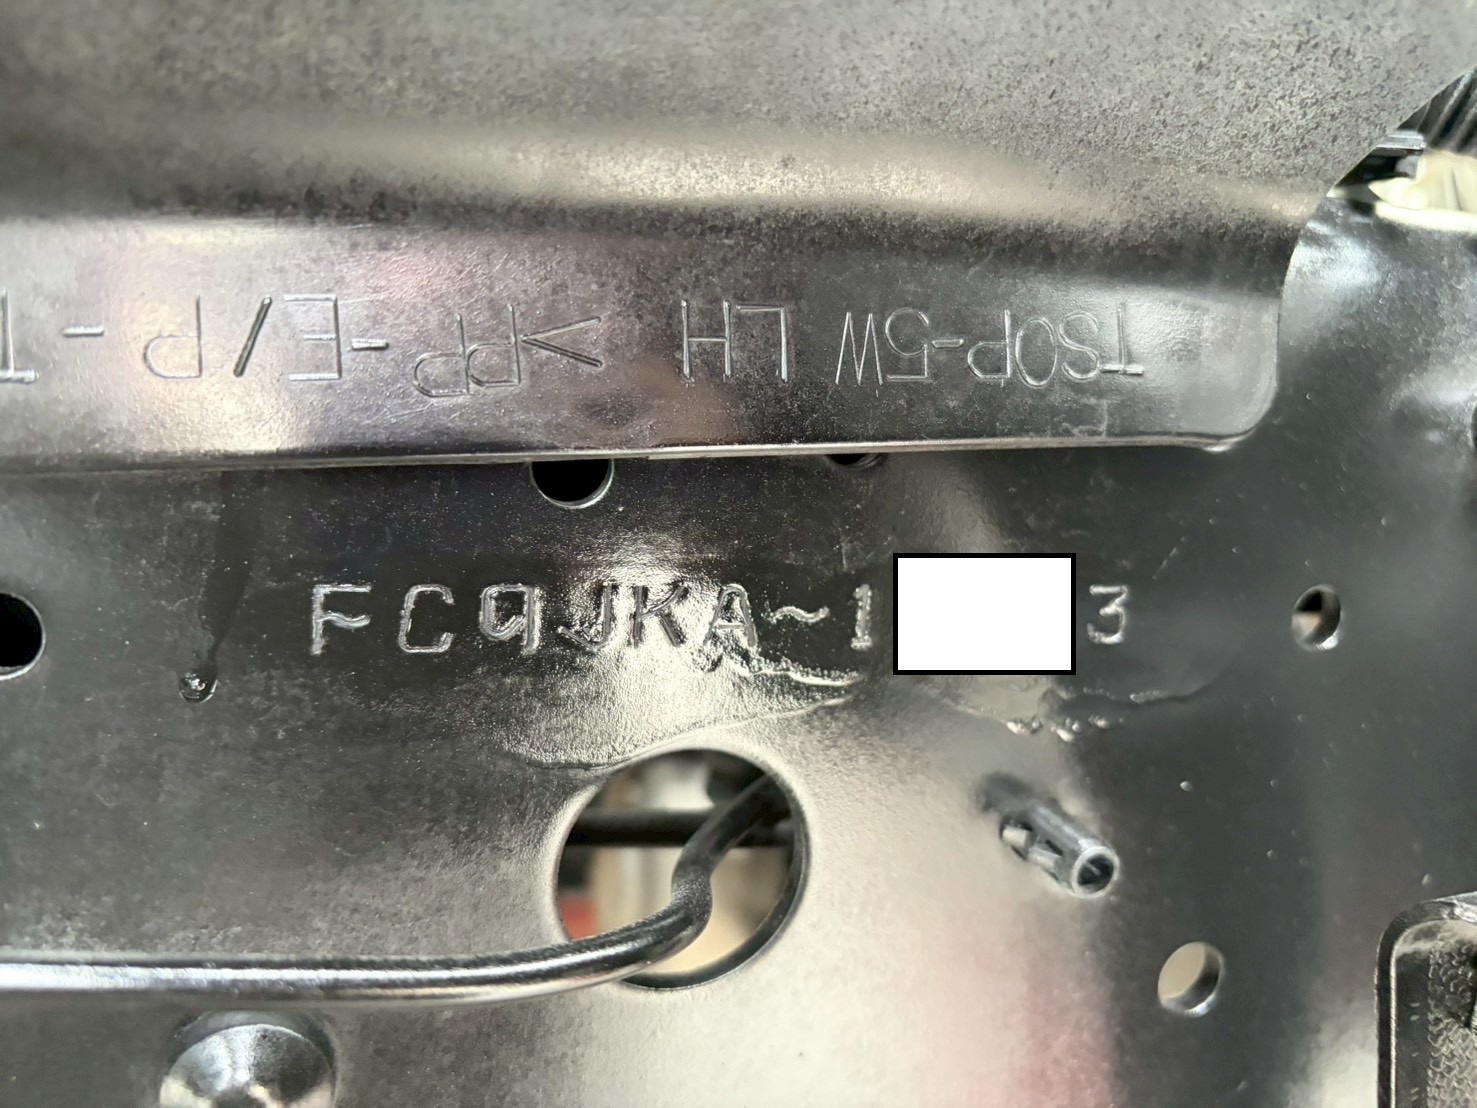 TSOP-5W LH >PP-E/P-T
FC9JKA-1
3